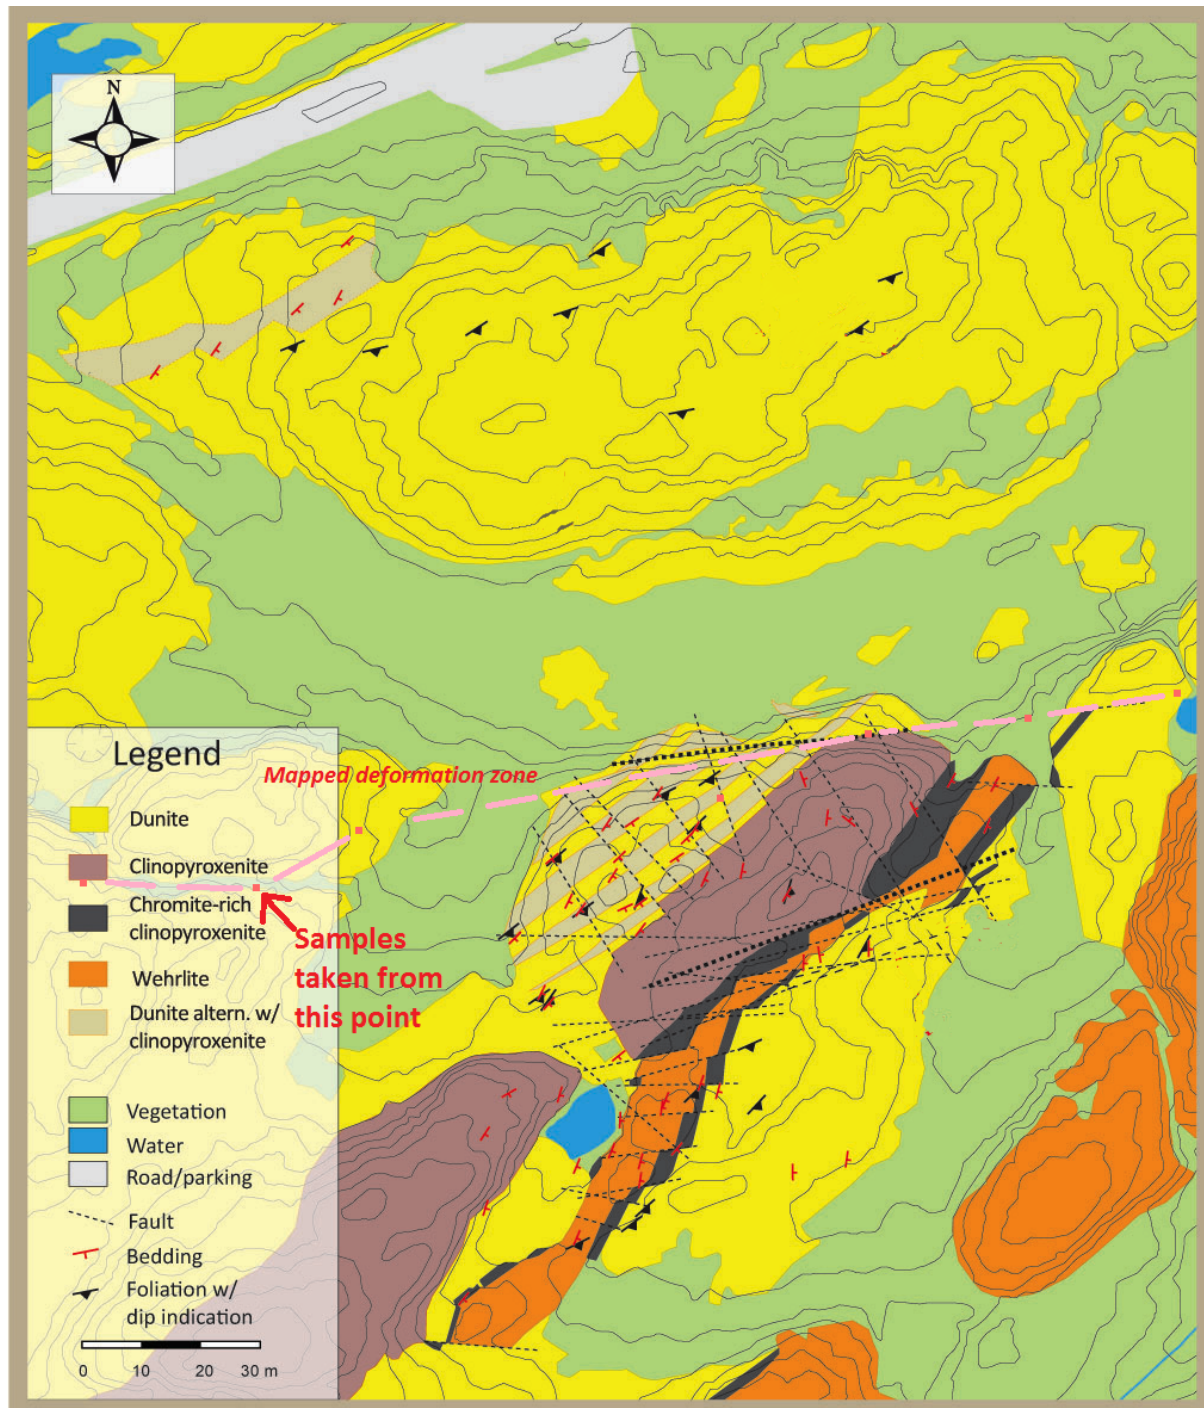 N
Legend
Mapped deformation zone
Dunite
Clinopyroxenite
Chromite-rich
clinopyroxenite
Samples
taken from
this point
Wehrlite
Dunite altern. w/
clinopyroxenite
Vegetation
Water
Road/parking
Fault
Bedding
Foliation w/
dip indication
0 10 20 30 m